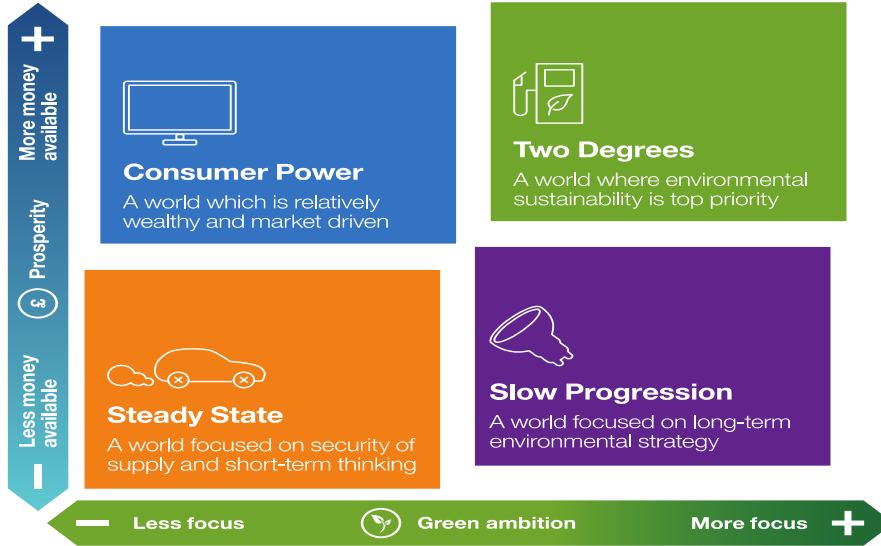 More money
available
Prosperity
£
Less money
available
Consumer Power
A world which is relatively
wealthy and market driven
Two Degrees
A world where environmental
sustainability is top priority
Steady State
A world focused on security of
supply and short-term thinking
Slow Progression
A world focused on long-term
environmental strategy
Less focus
Green ambition
More focus